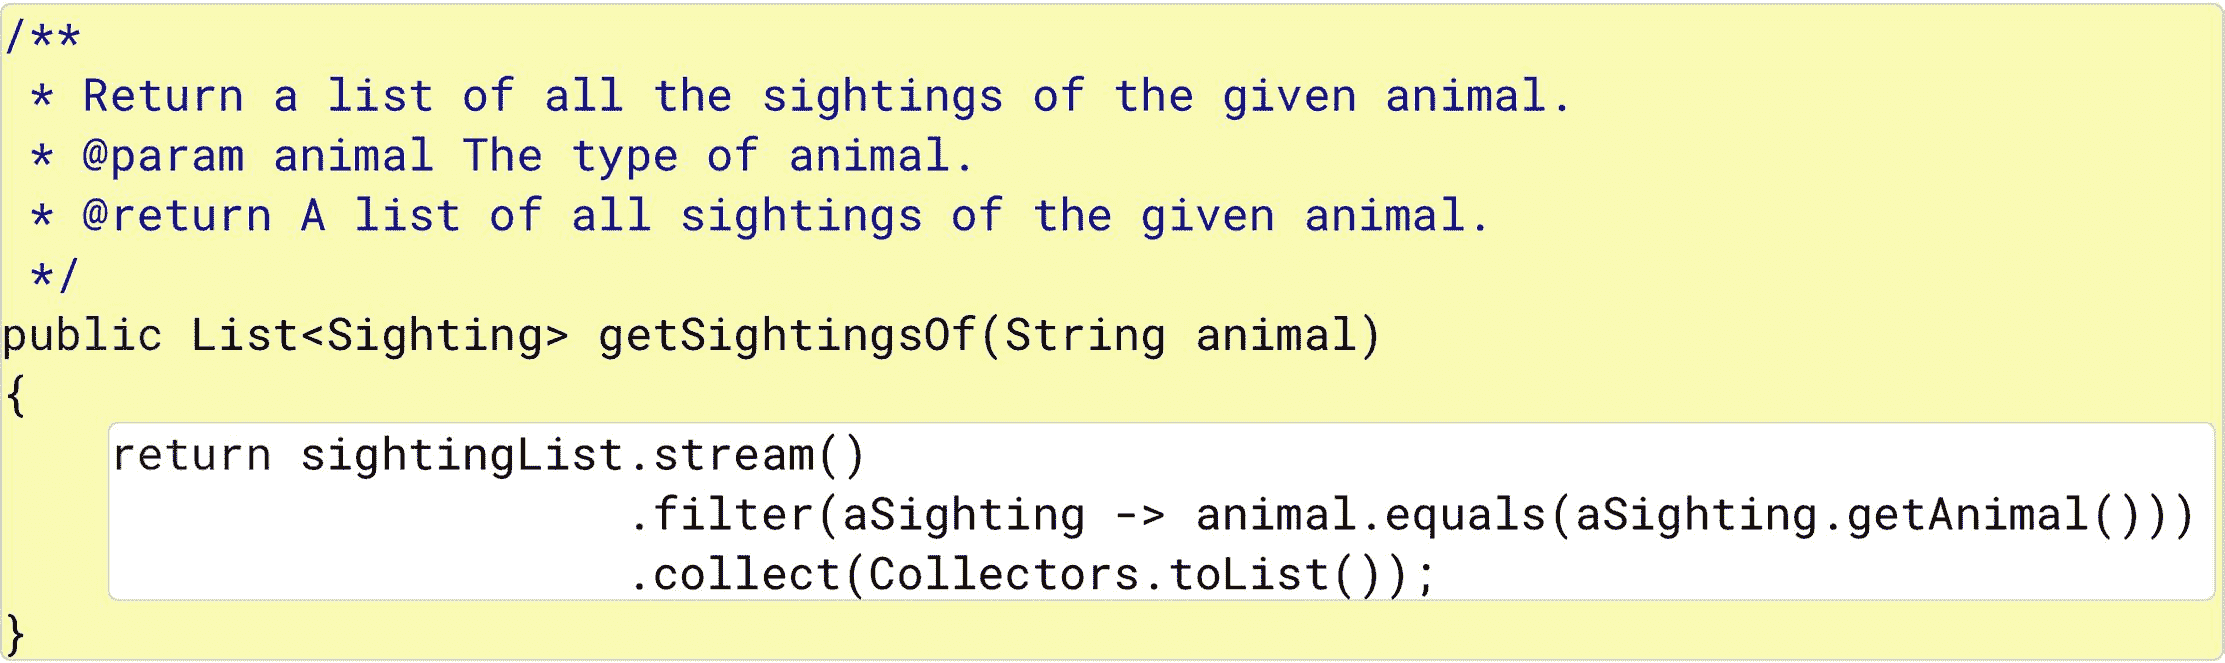 /**
 * Return a list of all the sightings of the given animal.
 * @param animal The type of animal.
 * @return A list of all sightings of the given animal.
 */
public List<Sighting> getSightingsOf(String animal)
{
    return sightingList.stream()
                       .filter(aSighting -> animal.equals(aSighting.getAnimal()))
                       .collect(Collectors.toList());
}